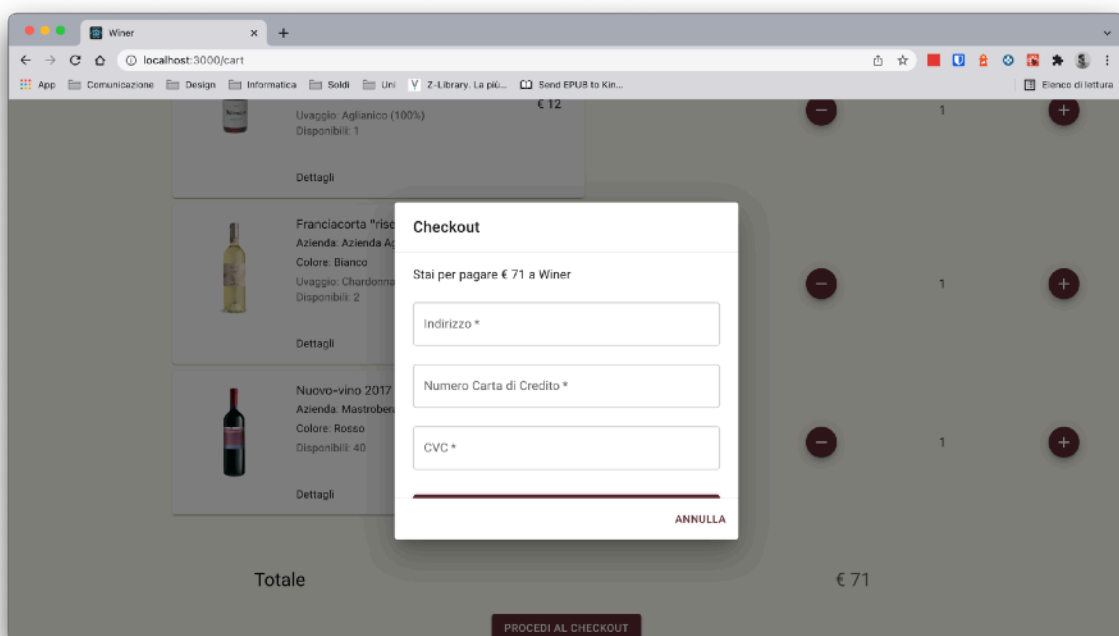 Winer
localhost:3000/cart
App Comunicazione Design Informatica Soldi Uni Z-Library. La più... Send EPUB to Kin... Elenco di lettura
€ 12
Uvaggio: Aglianico (100%)
Disponibili: 1
1
Dettagli
Franciacorta "rise
Azienda: Azienda Ag
Colore: Bianco
Uvaggio: Chardonna
Disponibili: 2
1
Dettagli
Nuovo-vino 2017
Azienda: Mastrober
Colore: Rosso
Disponibili: 40
1
Dettagli
Checkout
Stai per pagare € 71 a Winer
Indirizzo *
Numero Carta di Credito *
CVC *
ANNULLA
Totale
€ 71
PROCEDI AL CHECKOUT